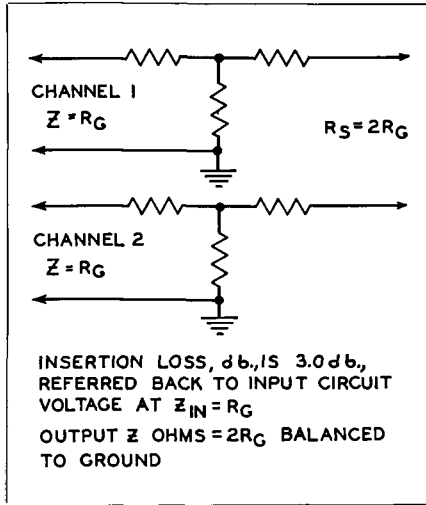 CHANNEL 1
Z = RG
RS = 2RG
CHANNEL 2
Z = RG
INSERTION LOSS, db., IS 3.0 db.,
REFERRED BACK TO INPUT CIRCUIT
VOLTAGE AT ZIN = RG
OUTPUT Z OHMS = 2RG BALANCED
TO GROUND